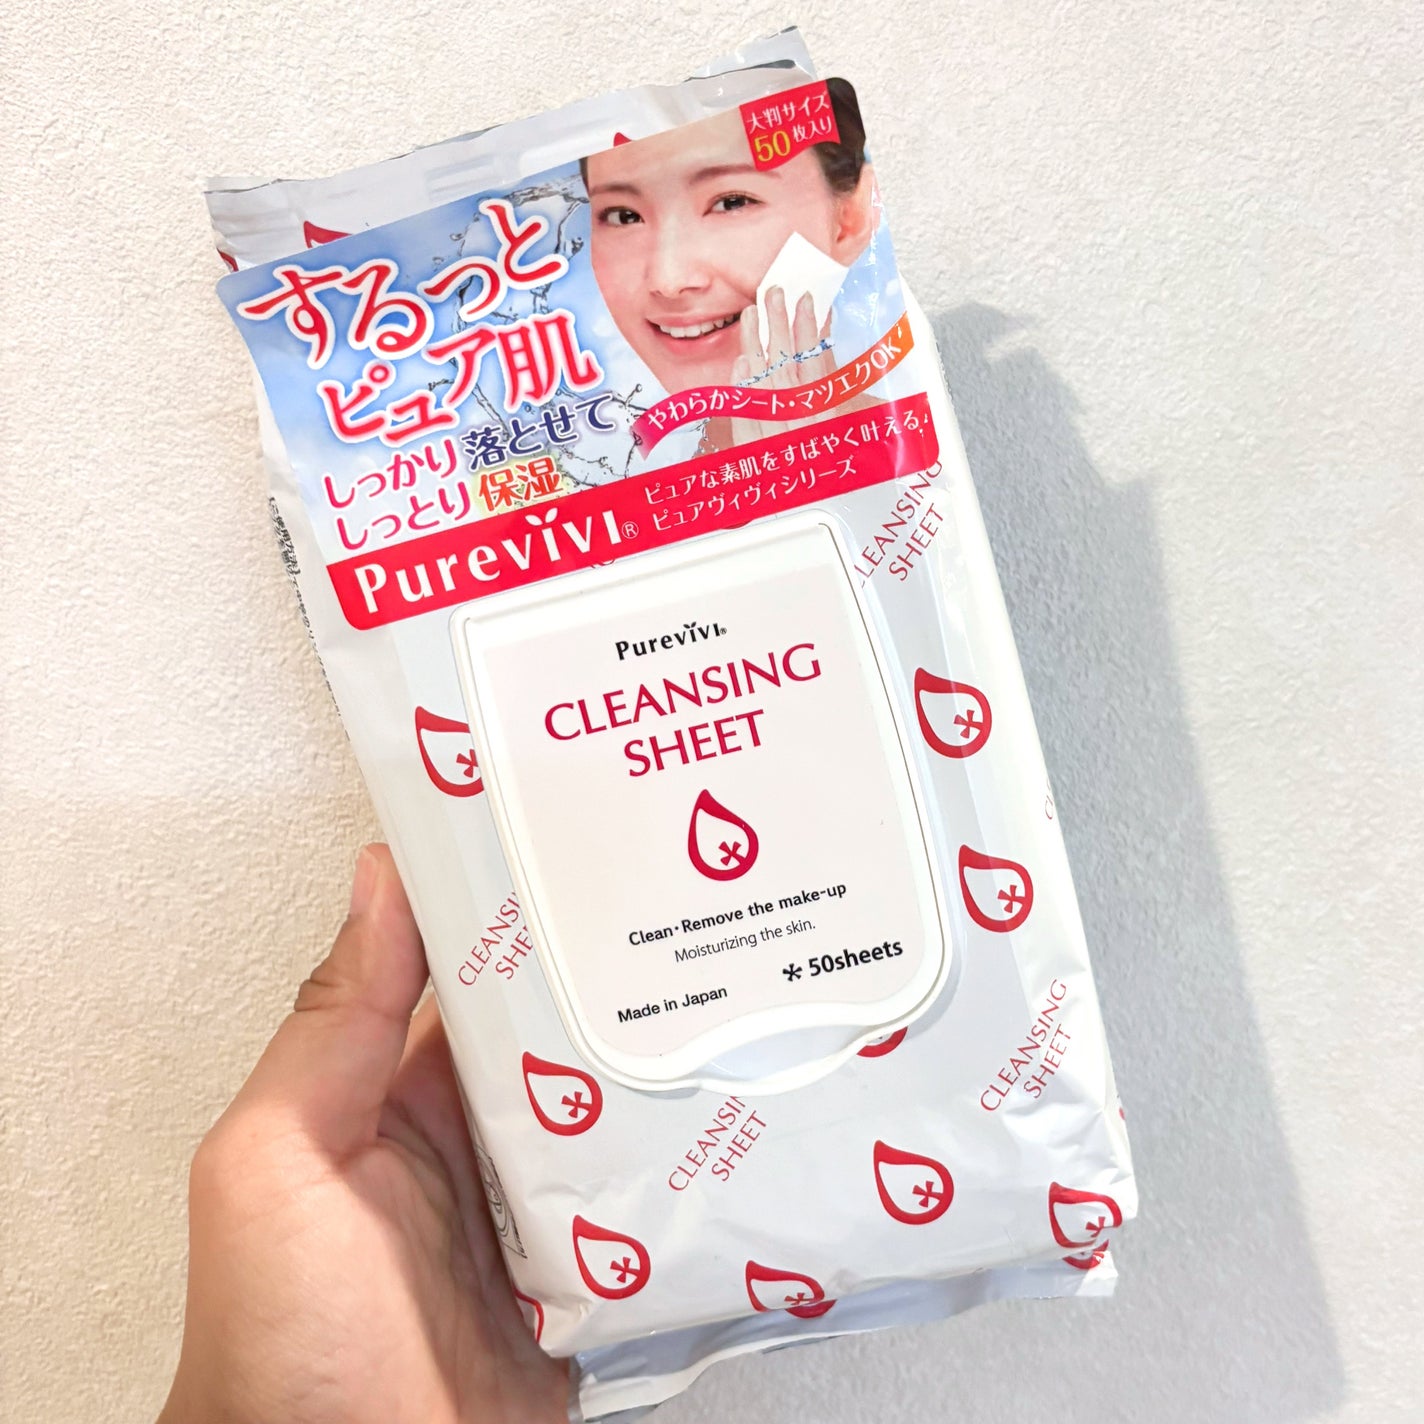 大判サイズ
50枚入り
するっと
ピュア肌
しっかり落とせて
しっとり保湿
やわらかシート・マツエクOK
Purevivi®
ピュアな素肌をすばやく叶える!
ピュアヴィヴィシリーズ
Purevivi®
CLEANSING
SHEET
Clean・Remove the make-up
Moisturizing the skin.
* 50sheets
Made in Japan
CLEANSING
SHEET
CLEANSING
SHEET
CLEANSING
SHEET